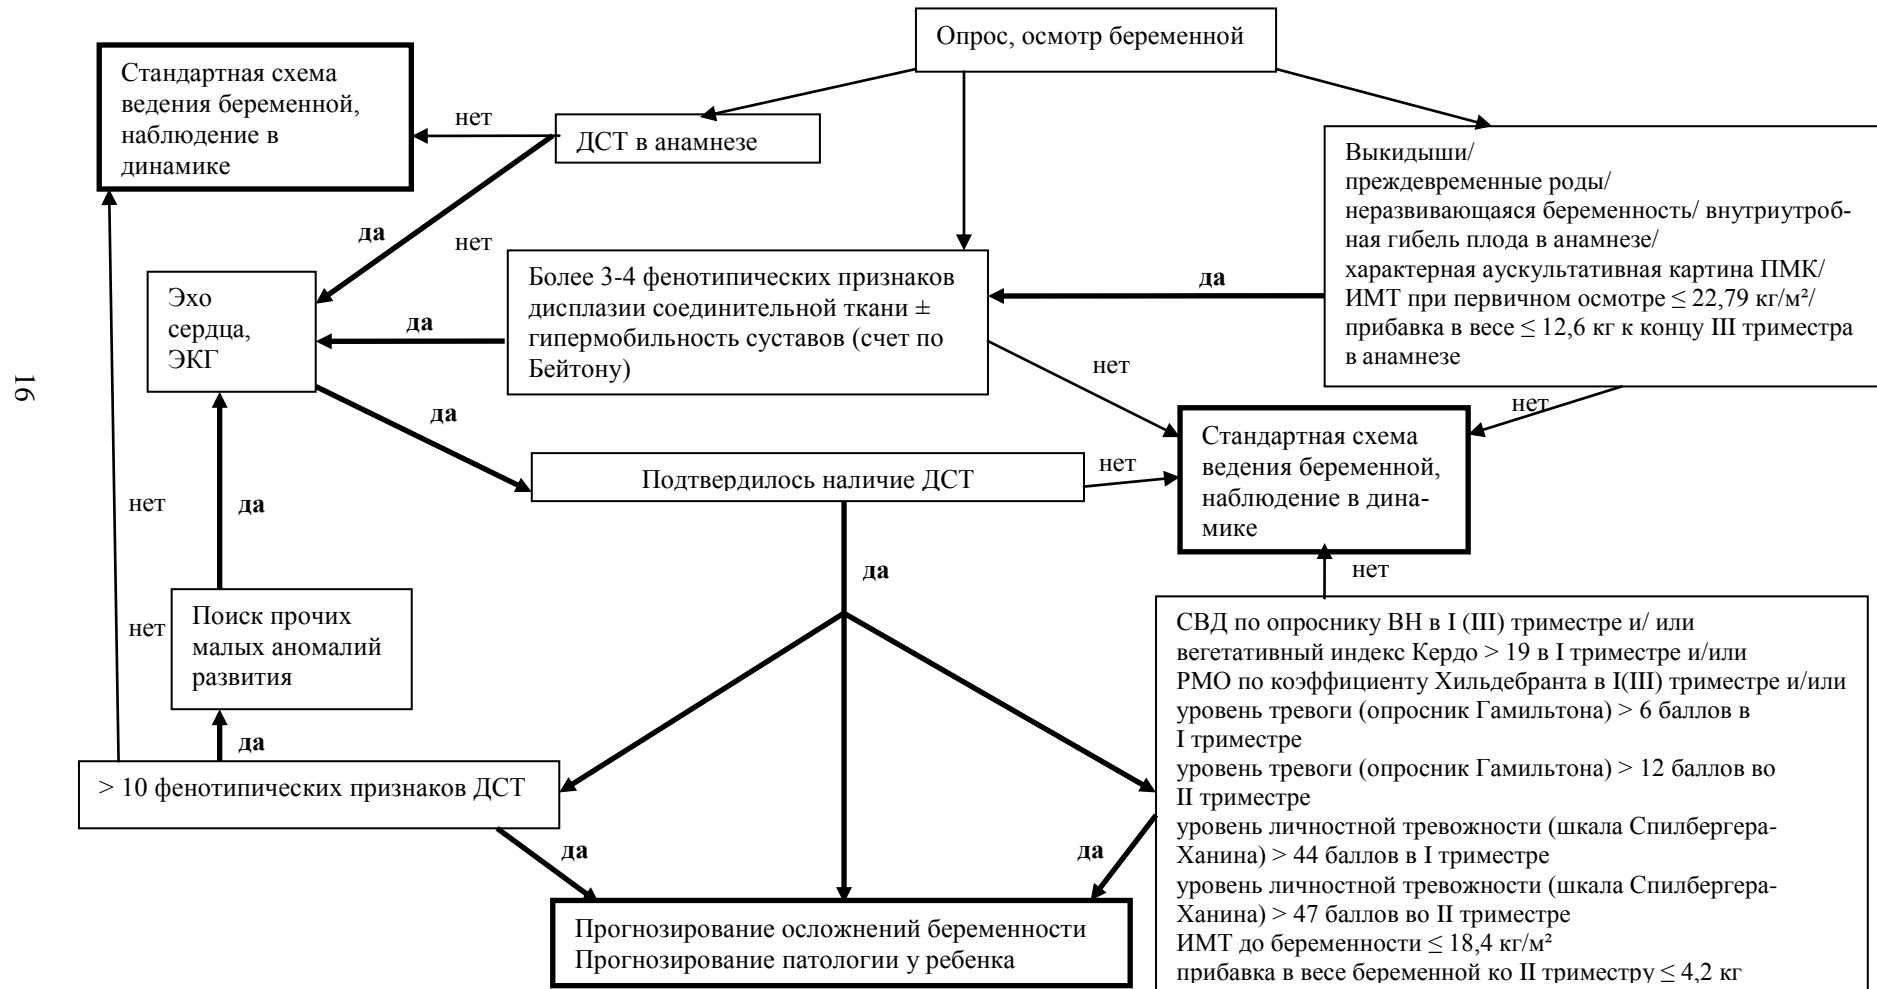 Опрос, осмотр беременной
Стандартная схема
ведения беременной,
наблюдение в
динамике
нет
ДСТ в анамнезе
Выкидыши/
преждевременные роды/
неразвивающаяся беременность/ внутриутроб-
ная гибель плода в анамнезе/
характерная аускультативная картина ПМК/
ИМТ при первичном осмотре ≤ 22,79 кг/м²/
прибавка в весе ≤ 12,6 кг к концу III триместра
в анамнезе
да
нет
Более 3-4 фенотипических признаков
дисплазии соединительной ткани ±
гипермобильность суставов (счет по
Бейтону)
да
Эхо
сердца,
ЭКГ
да
нет
нет
16
да
Стандартная схема
ведения беременной,
наблюдение в дина-
мике
Подтвердилось наличие ДСТ
нет
нет
да
да
нет
Поиск прочих
малых аномалий
развития
нет
да
> 10 фенотипических признаков ДСТ
СВД по опроснику ВН в I (III) триместре и/ или
вегетативный индекс Кердо > 19 в I триместре и/или
РМО по коэффициенту Хильдебранта в I(III) триместре и/или
уровень тревоги (опросник Гамильтона) > 6 баллов в
I триместре
уровень тревоги (опросник Гамильтона) > 12 баллов во
II триместре
уровень личностной тревожности (шкала Спилбергера-
Ханина) > 44 баллов в I триместре
уровень личностной тревожности (шкала Спилбергера-
Ханина) > 47 баллов во II триместре
ИМТ до беременности ≤ 18,4 кг/м²
прибавка в весе беременной ко II триместру ≤ 4,2 кг
да
да
Прогнозирование осложнений беременности
Прогнозирование патологии у ребенка